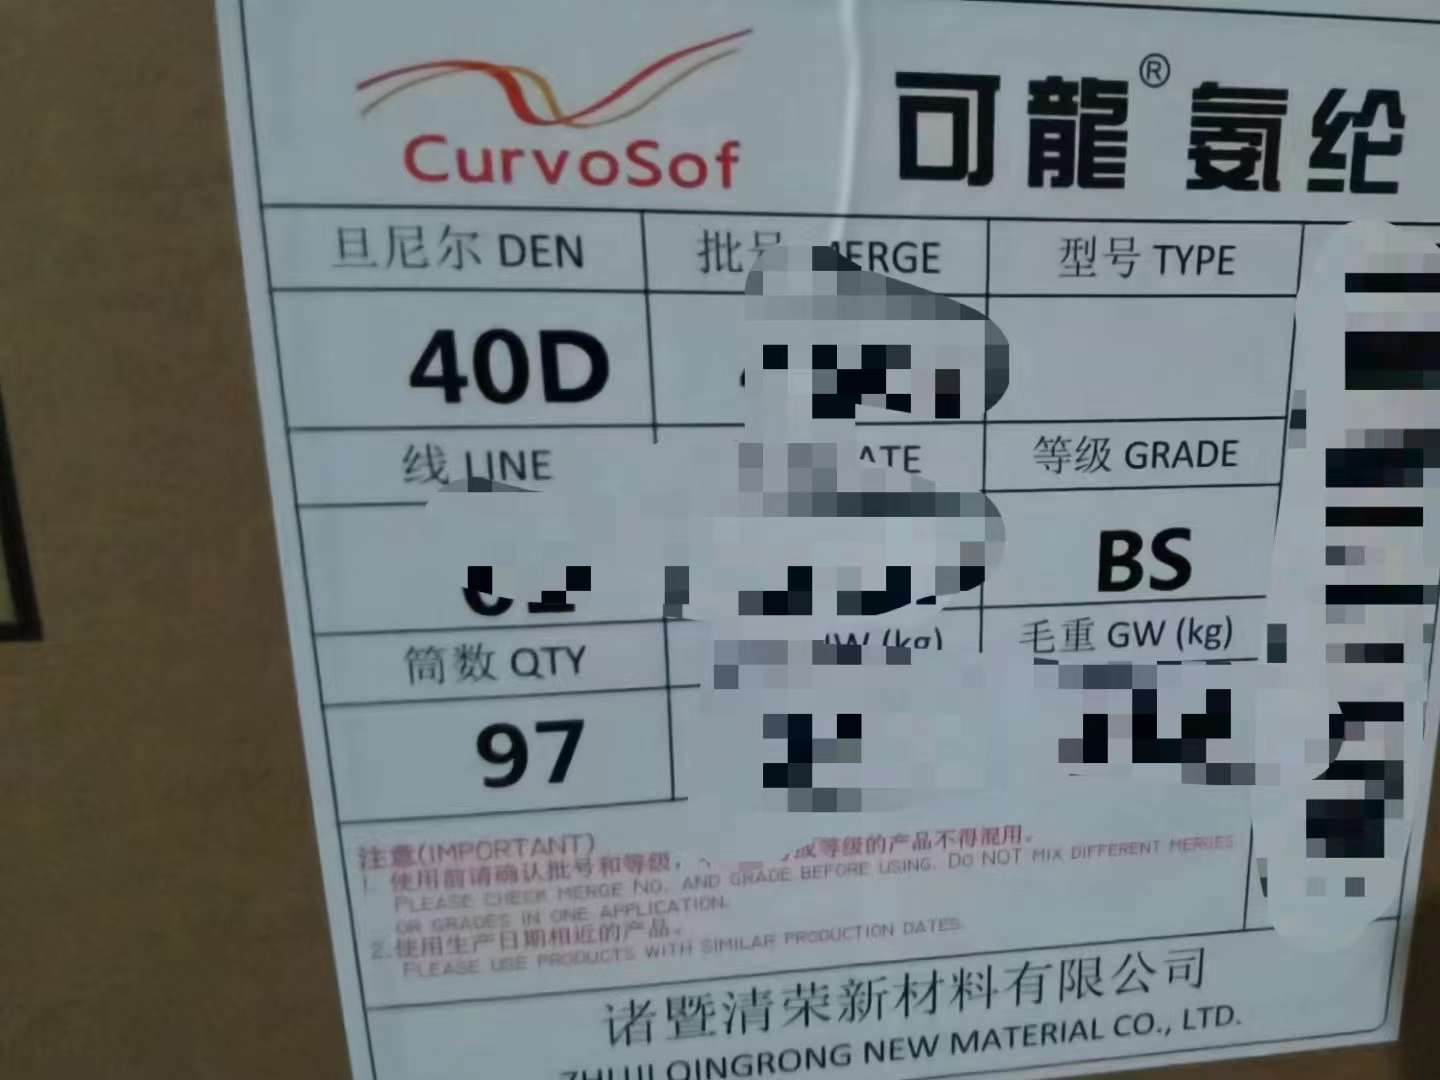 CurvoSof
可龍® 氨纶
旦尼尔 DEN
批号 MERGE
型号 TYPE
40D
线 LINE
等级 GRADE
BS
筒数 QTY
毛重 GW (kg)
97
注意(IMPORTANT)
1. 使用前请确认批号和等级，
或等级的产品不得混用。
PLEASE CHECK MERGE NO. AND GRADE BEFORE USING. DO NOT MIX DIFFERENT MERGES
OR GRADES IN ONE APPLICATION.
2. 使用生产日期相近的产品。
PLEASE USE PRODUCTS WITH SIMILAR PRODUCTION DATES.
诸暨清荣新材料有限公司
ZHUJI QINGRONG NEW MATERIAL CO., LTD.